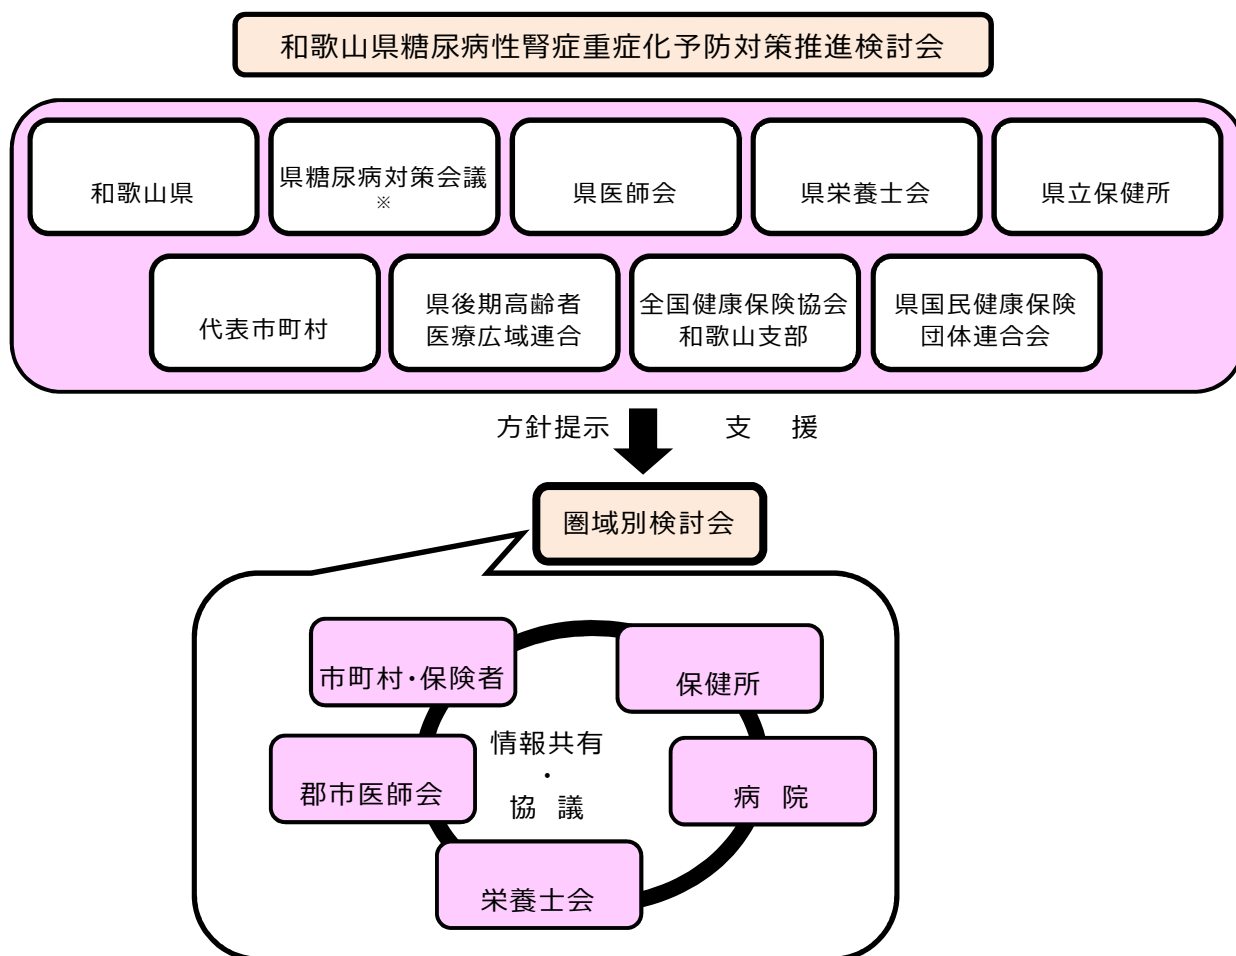 和歌山県糖尿病性腎症重症化予防対策推進検討会
和歌山県
県糖尿病対策会議
※
県医師会
県栄養士会
県立保健所
代表市町村
県後期高齢者
医療広域連合
全国健康保険協会
和歌山支部
県国民健康保険
団体連合会
方針提示
支　援
圏域別検討会
市町村・保険者
保健所
郡市医師会
情報共有
・
協　議
病　院
栄養士会